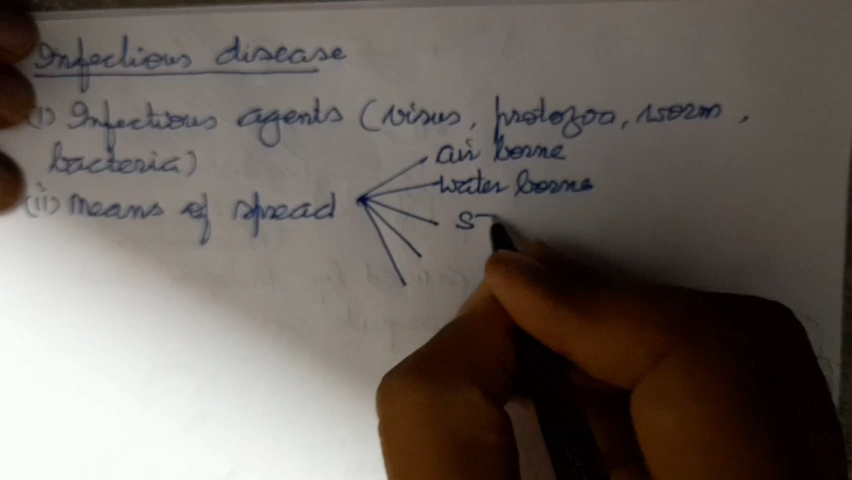 Infectious disease
(i) Infectious agents (virus, protozoa, worm,
bacteria)
air borne
water borne
(ii) Means of spread